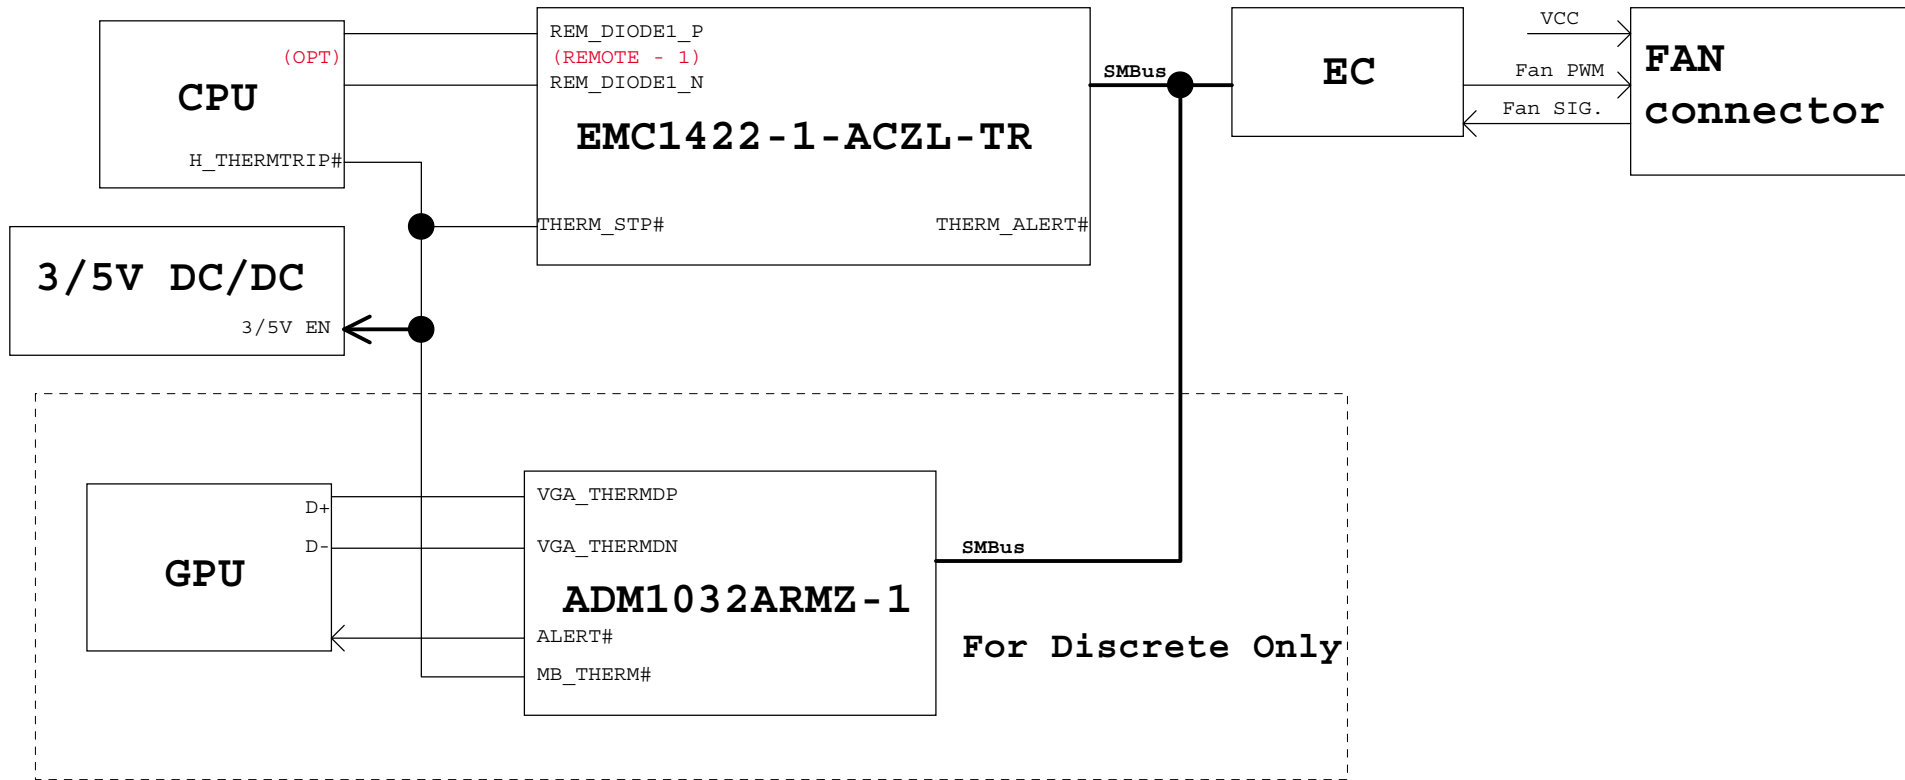 CPU
(OPT)
H_THERMTRIP#
REM_DIODE1_P
(REMOTE - 1)
REM_DIODE1_N
EMC1422-1-ACZL-TR
THERM_STP#
THERM_ALERT#
SMBus
EC
VCC
Fan PWM
Fan SIG.
FAN
connector
3/5V DC/DC
3/5V EN
GPU
D+
D-
VGA_THERMDP
VGA_THERMDN
ADM1032ARMZ-1
ALERT#
MB_THERM#
SMBus
For Discrete Only